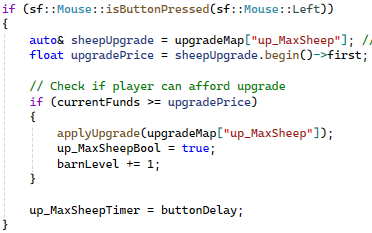 if (sf::Mouse::isButtonPressed(sf::Mouse::Left))
{
auto& sheepUpgrade = upgradeMap["up_MaxSheep"]; //
float upgradePrice = sheepUpgrade.begin()->first;
// Check if player can afford upgrade
if (currentFunds >= upgradePrice)
{
applyUpgrade(upgradeMap["up_MaxSheep"]);
up_MaxSheepBool = true;
barnLevel += 1;
}
up_MaxSheepTimer = buttonDelay;
}